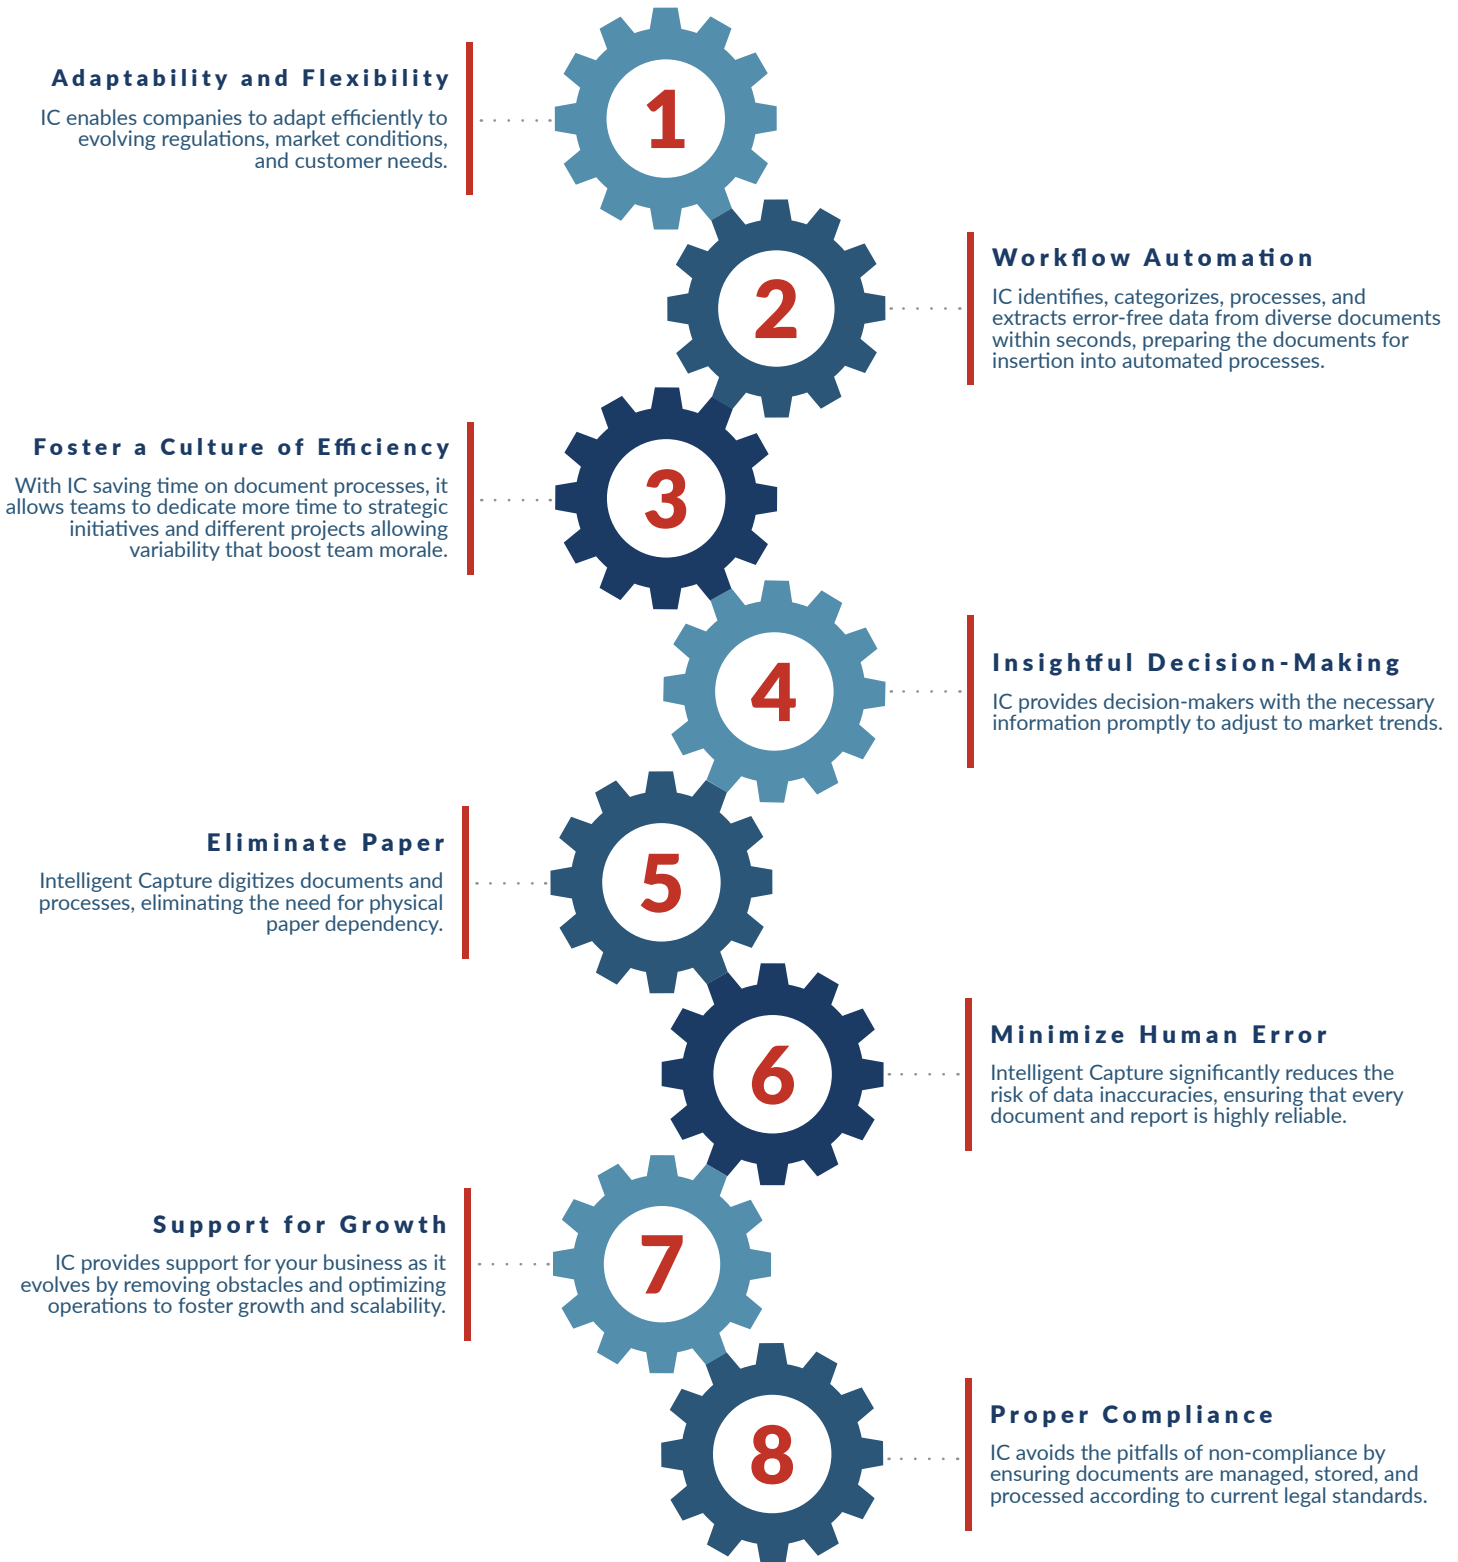 1
Adaptability and Flexibility
IC enables companies to adapt efficiently to
evolving regulations, market conditions,
and customer needs.
2
Workflow Automation
IC identifies, categorizes, processes, and
extracts error-free data from diverse documents
within seconds, preparing the documents for
insertion into automated processes.
3
Foster a Culture of Efficiency
With IC saving time on document processes, it
allows teams to dedicate more time to strategic
initiatives and different projects allowing
variability that boost team morale.
4
Insightful Decision-Making
IC provides decision-makers with the necessary
information promptly to adjust to market trends.
5
Eliminate Paper
Intelligent Capture digitizes documents and
processes, eliminating the need for physical
paper dependency.
6
Minimize Human Error
Intelligent Capture significantly reduces the
risk of data inaccuracies, ensuring that every
document and report is highly reliable.
7
Support for Growth
IC provides support for your business as it
evolves by removing obstacles and optimizing
operations to foster growth and scalability.
8
Proper Compliance
IC avoids the pitfalls of non-compliance by
ensuring documents are managed, stored, and
processed according to current legal standards.